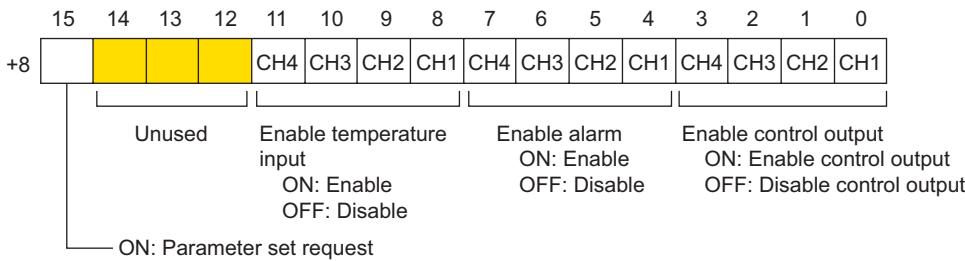 15 14 13 12 11 10 9 8 7 6 5 4 3 2 1 0
+8 CH4 CH3 CH2 CH1 CH4 CH3 CH2 CH1 CH4 CH3 CH2 CH1
Unused
Enable temperature
input
ON: Enable
OFF: Disable
Enable alarm
ON: Enable
OFF: Disable
Enable control output
ON: Enable control output
OFF: Disable control output
ON: Parameter set request